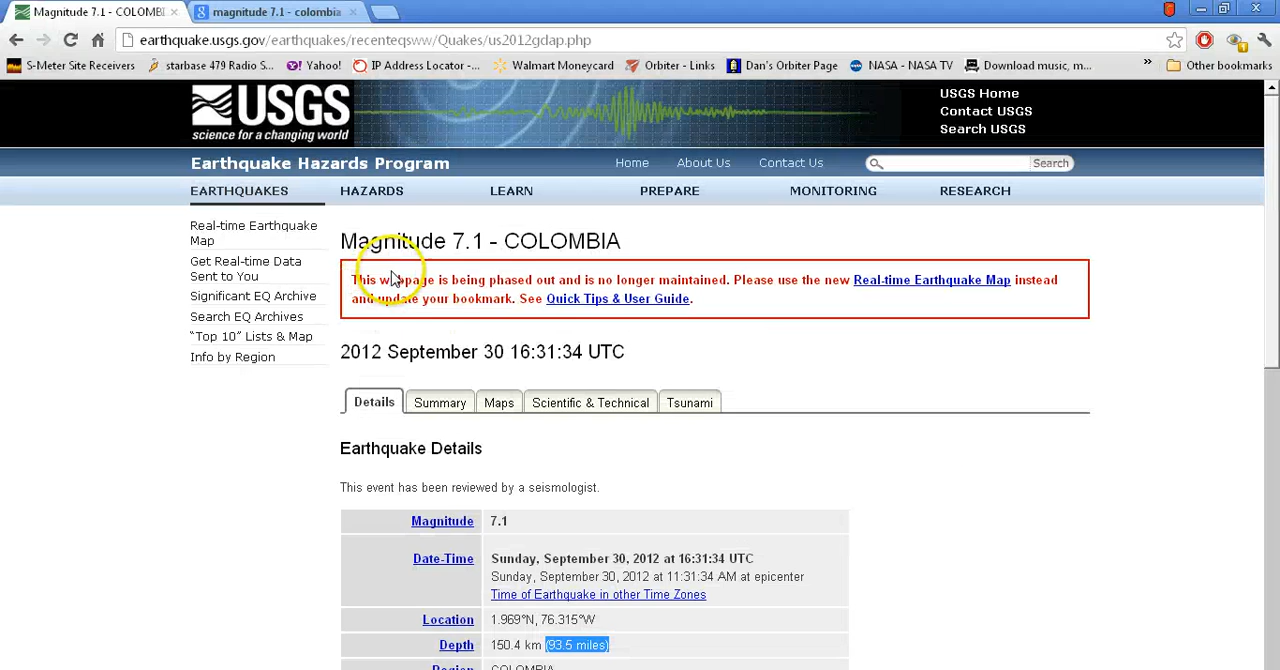 Magnitude 7.1 - COLOMBI
magnitude 7.1 - colombia
earthquake.usgs.gov/earthquakes/recenteqsww/Quakes/us2012gdap.php
S-Meter Site Receivers
starbase 479 Radio S...
Yahoo!
IP Address Locator -...
Walmart Moneycard
Orbiter - Links
Dan's Orbiter Page
NASA - NASA TV
Download music, m...
»
Other bookmarks
USGS
science for a changing world
USGS Home
Contact USGS
Search USGS
Earthquake Hazards Program
Home
About Us
Contact Us
Search
EARTHQUAKES
HAZARDS
LEARN
PREPARE
MONITORING
RESEARCH
Real-time Earthquake
Map
Get Real-time Data
Sent to You
Significant EQ Archive
Search EQ Archives
"Top 10" Lists & Map
Info by Region
Magnitude 7.1 - COLOMBIA
This webpage is being phased out and is no longer maintained. Please use the new Real-time Earthquake Map instead
and update your bookmark. See Quick Tips & User Guide.
2012 September 30 16:31:34 UTC
Details
Summary
Maps
Scientific & Technical
Tsunami
Earthquake Details
This event has been reviewed by a seismologist.
Magnitude 7.1
Date-Time Sunday, September 30, 2012 at 16:31:34 UTC
Sunday, September 30, 2012 at 11:31:34 AM at epicenter
Time of Earthquake in other Time Zones
Location 1.969°N, 76.315°W
Depth 150.4 km (93.5 miles)
Region COLOMBIA